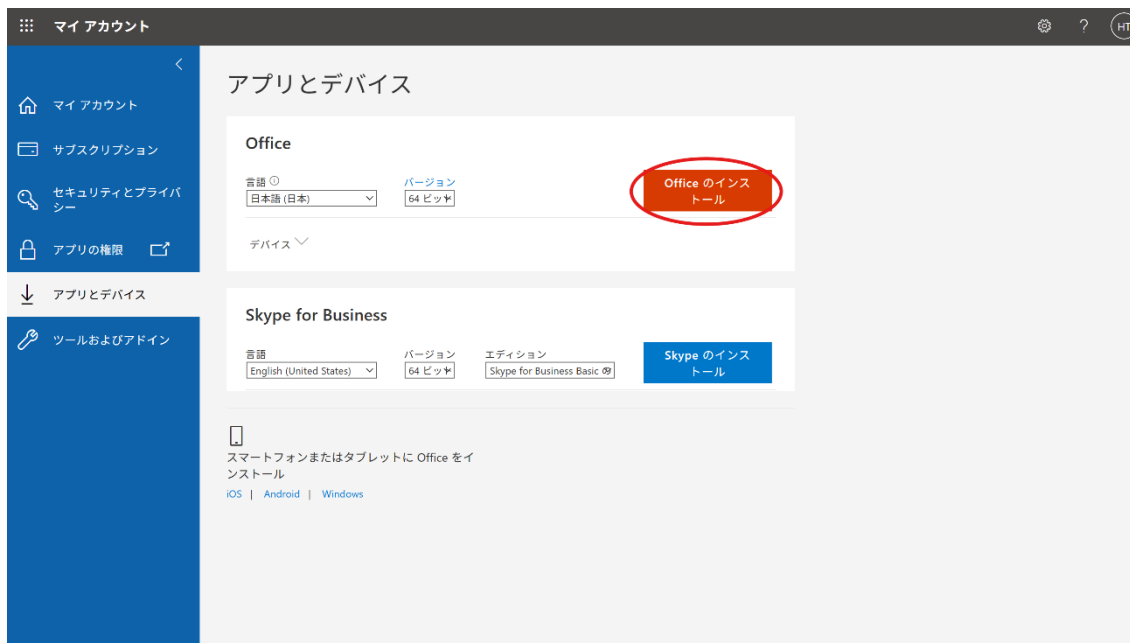 マイ アカウント
?
HT
マイ アカウント
サブスクリプション
セキュリティとプライバ
シー
アプリの権限
アプリとデバイス
ツールおよびアドイン
アプリとデバイス
Office
言語
バージョン
日本語 (日本)
64 ビット
Office のインス
トール
デバイス
Skype for Business
言語
バージョン
エディション
English (United States)
64 ビット
Skype for Business Basic
Skype のインス
トール
スマートフォンまたはタブレットに Office をイ
ンストール
iOS | Android | Windows